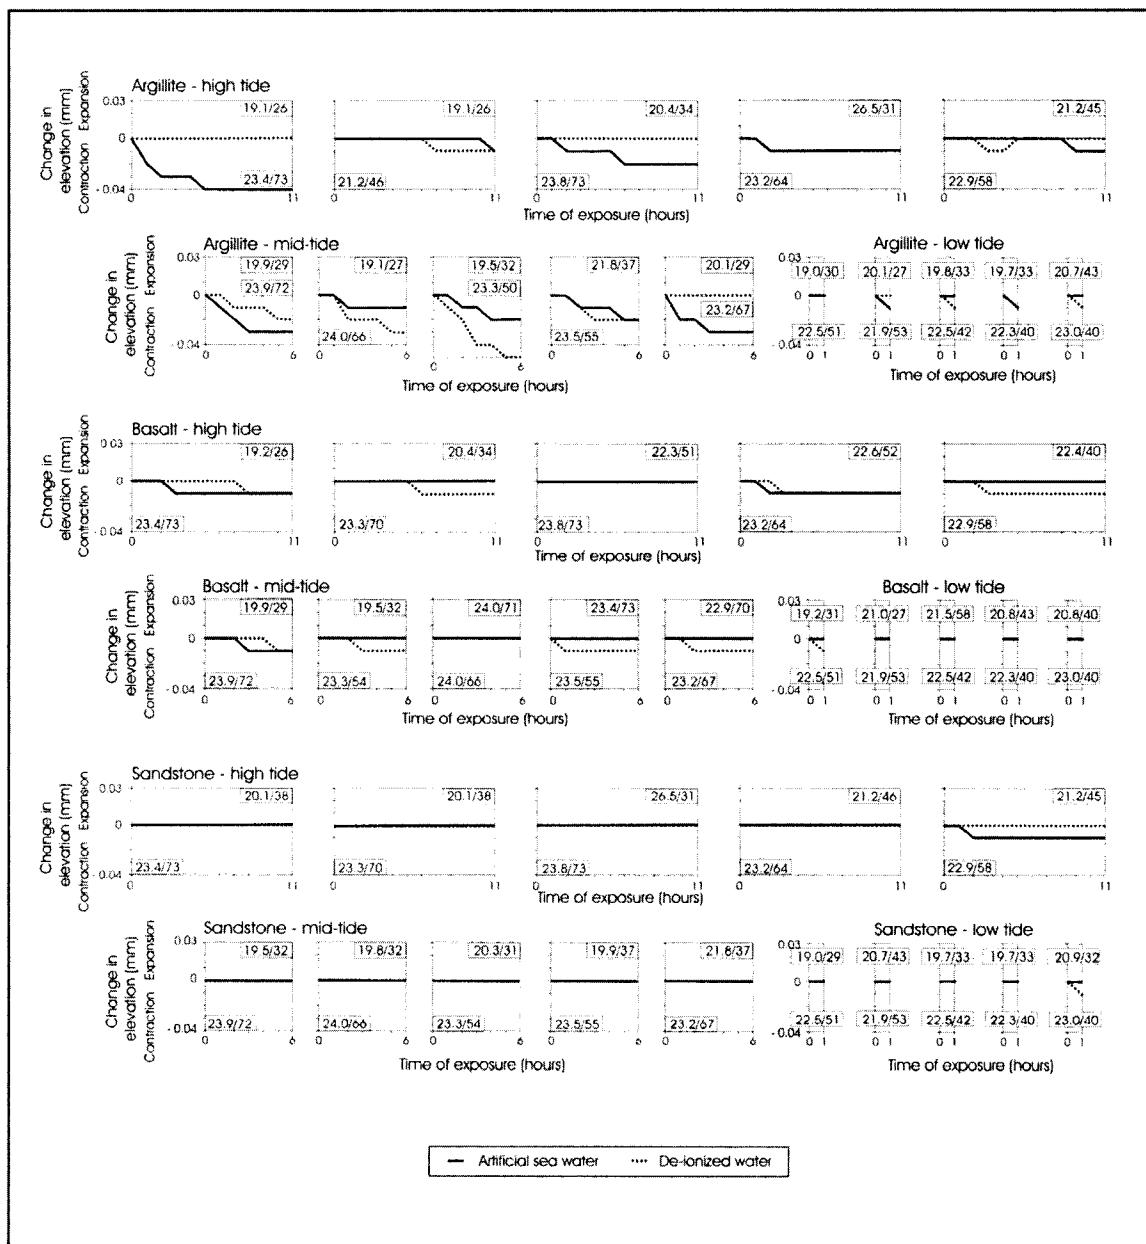 Argillite - high tide
Change in
elevation (mm)
Contraction Expansion
0.03
0
- 0.04
19.1/26
23.4/73
0
11
19.1/26
21.2/46
20.4/34
23.8/73
0
11
26.5/31
23.2/64
21.2/45
22.9/58
0
11
Time of exposure (hours)
Argillite - mid-tide
Change in
elevation (mm)
Contraction Expansion
0.03
0
- 0.04
19.9/29
23.9/72
0
6
19.1/27
24.0/66
19.5/32
23.3/50
0
6
21.8/37
23.5/55
20.1/29
23.2/67
0
6
Time of exposure (hours)
Argillite - low tide
0.03
0
- 0.04
19.0/30 20.1/27 19.8/33 19.7/33 20.7/43
22.5/51 21.9/53 22.5/42 22.3/40 23.0/40
0 1 0 1 0 1 0 1 0 1
Time of exposure (hours)
Basalt - high tide
Change in
elevation (mm)
Contraction Expansion
0.03
0
- 0.04
19.2/26 20.4/34 22.3/51 22.6/52 22.4/40
23.4/73 23.3/70 23.8/73 23.2/64 22.9/58
0 11 0 11 0 11 0 11 0 11
Time of exposure (hours)
Basalt - mid-tide
Change in
elevation (mm)
Contraction Expansion
0.03
0
- 0.04
19.9/29 19.5/32 24.0/71 23.4/73 22.9/70
23.9/72 23.3/54 24.0/66 23.5/55 23.2/67
0 6 0 6 0 6 0 6 0 6
Time of exposure (hours)
Basalt - low tide
0.03
0
- 0.04
19.2/31 21.0/27 21.5/58 20.8/43 20.8/40
22.5/51 21.9/53 22.5/42 22.3/40 23.0/40
0 1 0 1 0 1 0 1 0 1
Time of exposure (hours)
Sandstone - high tide
Change in
elevation (mm)
Contraction Expansion
0.03
0
- 0.04
20.1/38 20.1/38 26.5/31 21.2/46 21.2/45
23.4/73 23.3/70 23.8/73 23.2/64 22.9/58
0 11 0 11 0 11 0 11 0 11
Time of exposure (hours)
Sandstone - mid-tide
Change in
elevation (mm)
Contraction Expansion
0.03
0
- 0.04
19.5/32 19.8/32 20.3/31 19.9/37 21.8/37
23.9/72 24.0/66 23.3/54 23.5/55 23.2/67
0 6 0 6 0 6 0 6 0 6
Time of exposure (hours)
Sandstone - low tide
0.03
0
- 0.04
19.0/29 20.7/43 19.7/33 19.7/33 20.9/32
22.5/51 21.9/53 22.5/42 22.3/40 23.0/40
0 1 0 1 0 1 0 1 0 1
Time of exposure (hours)
Artificial sea water De-ionized water